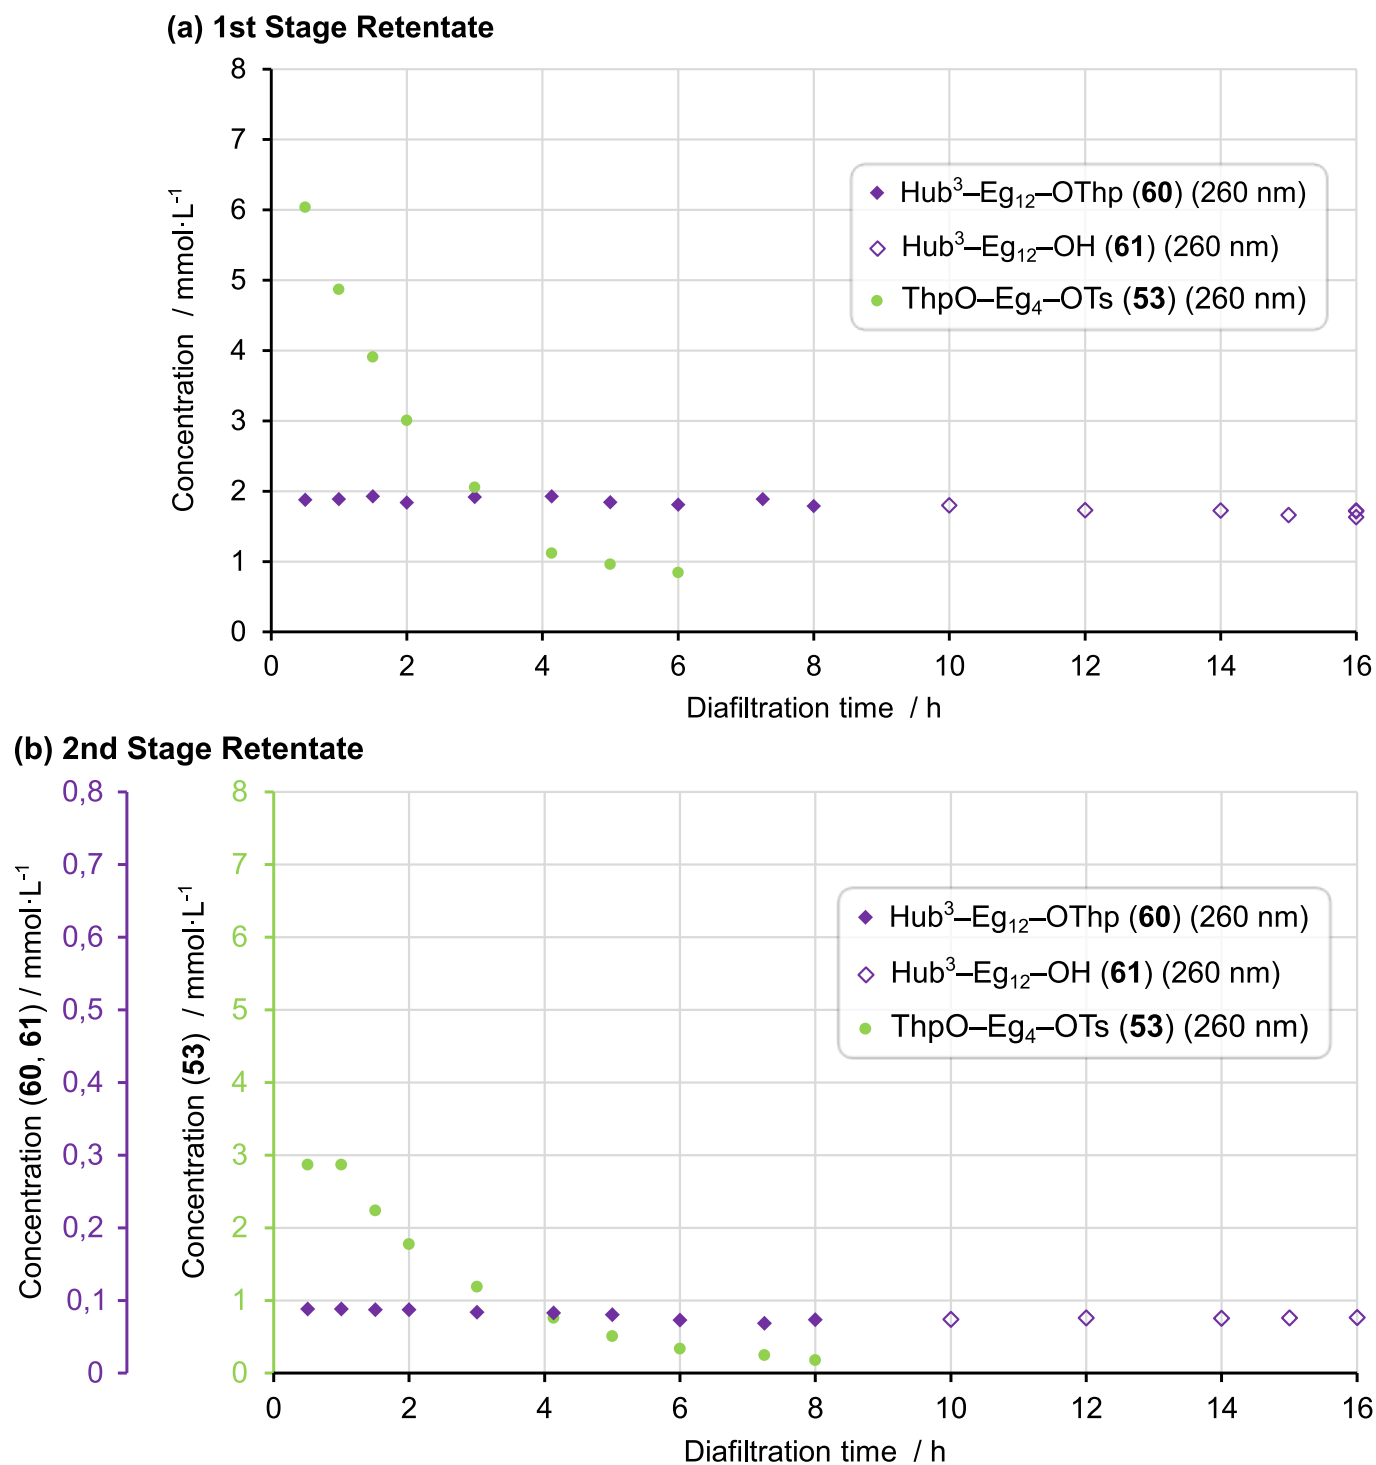 (a) 1st Stage Retentate
8
7
6
5
4
3
2
1
0
Concentration / mmol·L⁻¹
Hub³–Eg₁₂–OThp (60) (260 nm)
Hub³–Eg₁₂–OH (61) (260 nm)
ThpO–Eg₄–OTs (53) (260 nm)
0 2 4 6 8 10 12 14 16
Diafiltration time / h
(b) 2nd Stage Retentate
Concentration (60, 61) / mmol·L⁻¹
0,8
0,7
0,6
0,5
0,4
0,3
0,2
0,1
0
Concentration (53) / mmol·L⁻¹
8
7
6
5
4
3
2
1
0
Hub³–Eg₁₂–OThp (60) (260 nm)
Hub³–Eg₁₂–OH (61) (260 nm)
ThpO–Eg₄–OTs (53) (260 nm)
0 2 4 6 8 10 12 14 16
Diafiltration time / h